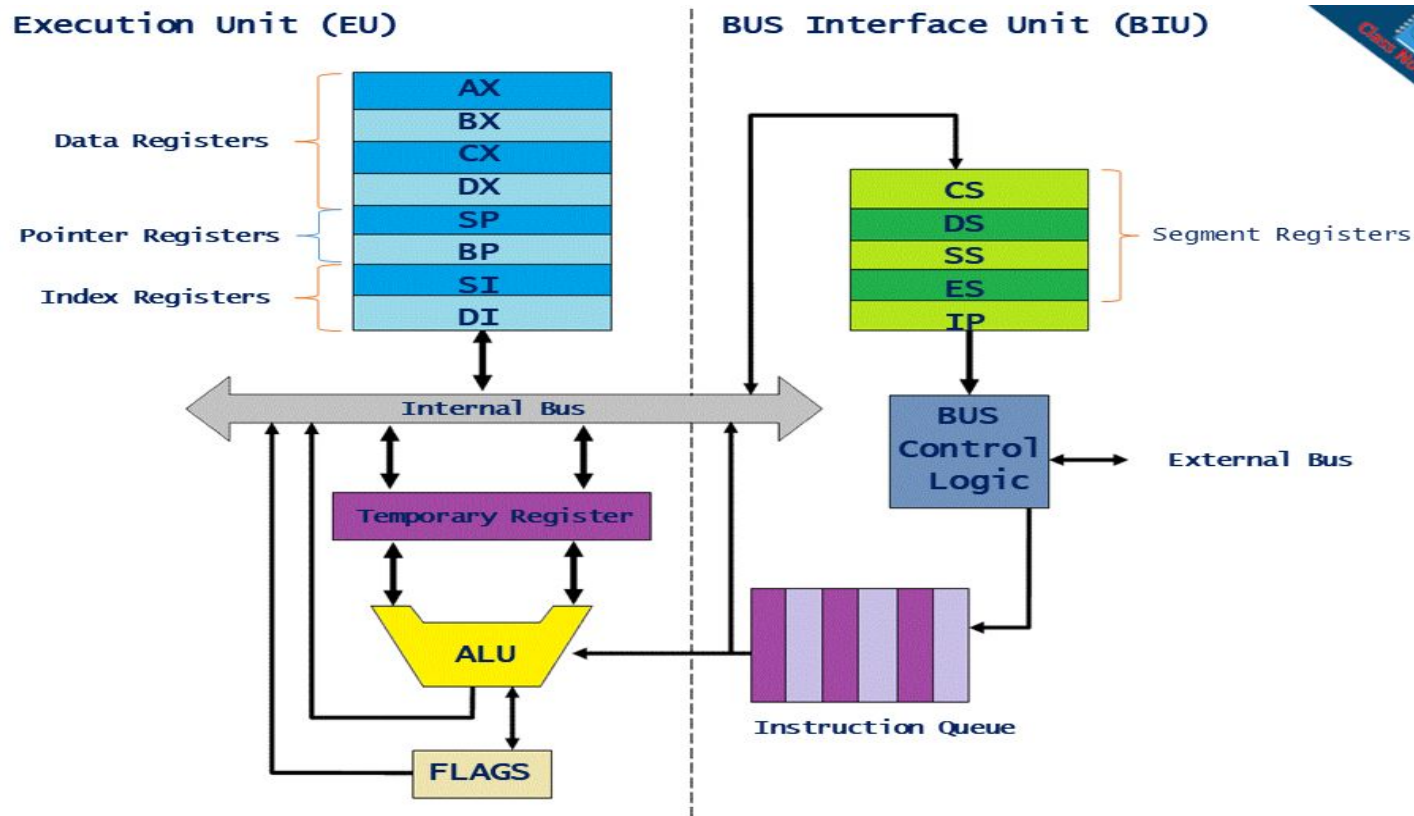 Execution Unit (EU)
BUS Interface Unit (BIU)
Class No
AX
BX
CX
DX
SP
BP
SI
DI
Data Registers
Pointer Registers
Index Registers
CS
DS
SS
ES
IP
Segment Registers
Internal Bus
BUS
Control
Logic
External Bus
Temporary Register
ALU
Instruction Queue
FLAGS